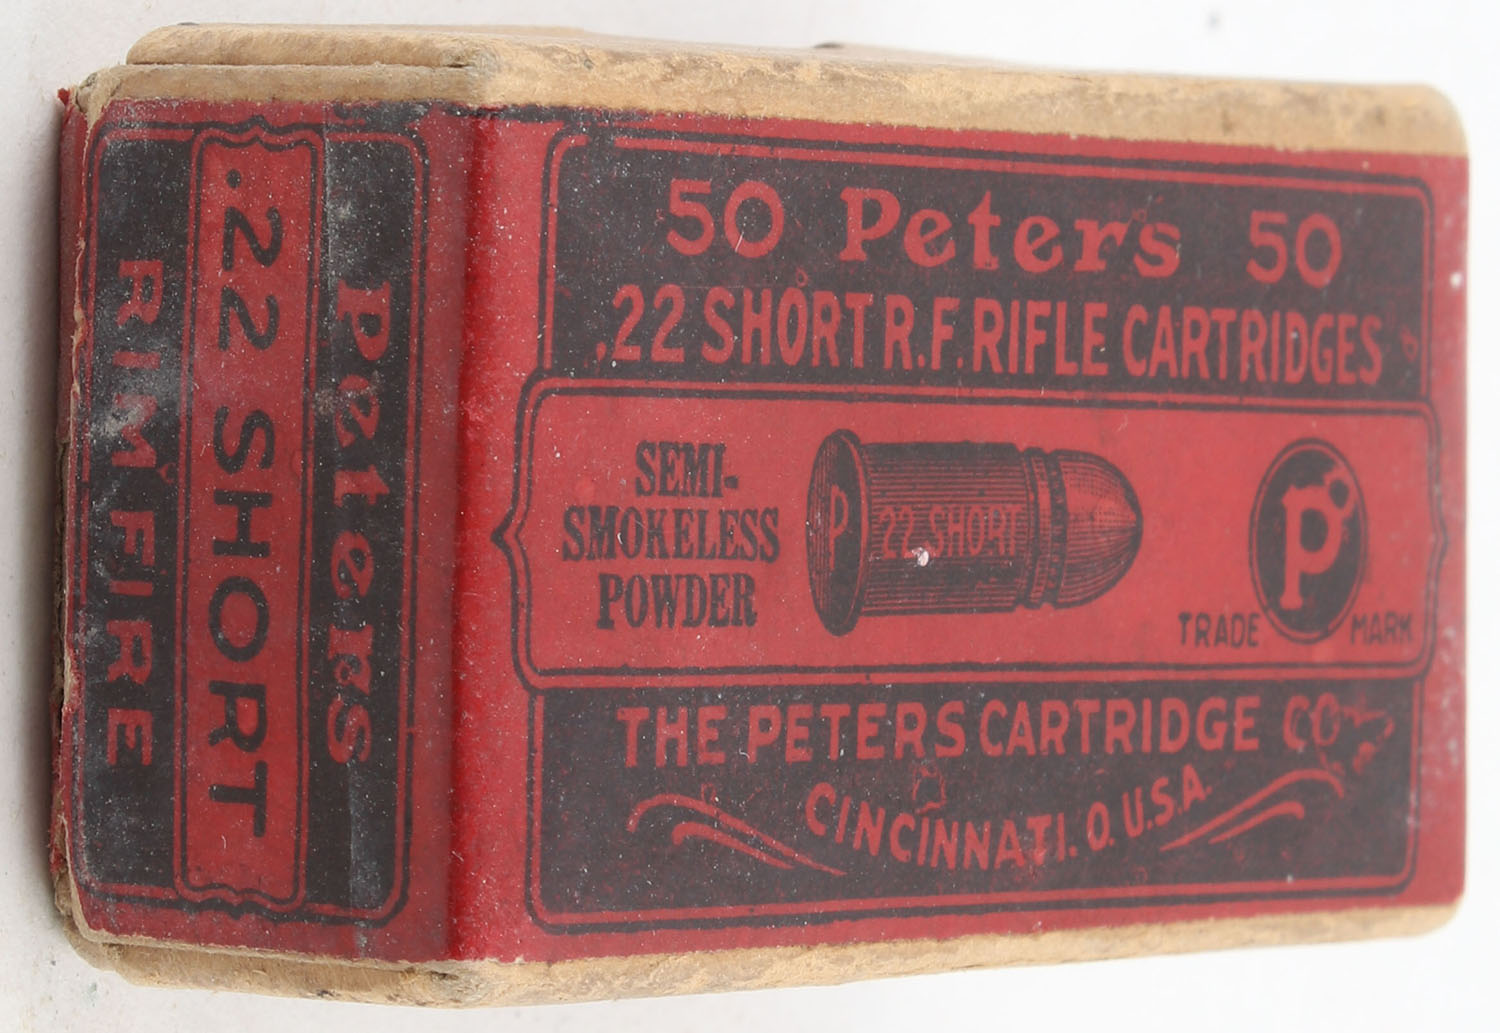 50 Peters 50
.22 SHORT R.F. RIFLE CARTRIDGES
SEMI-
SMOKELESS
POWDER
P
22 SHORT
P
TRADE MARK
THE PETERS CARTRIDGE CO
CINCINNATI. O. U.S.A.
Peters
.22 SHORT
RIMFIRE